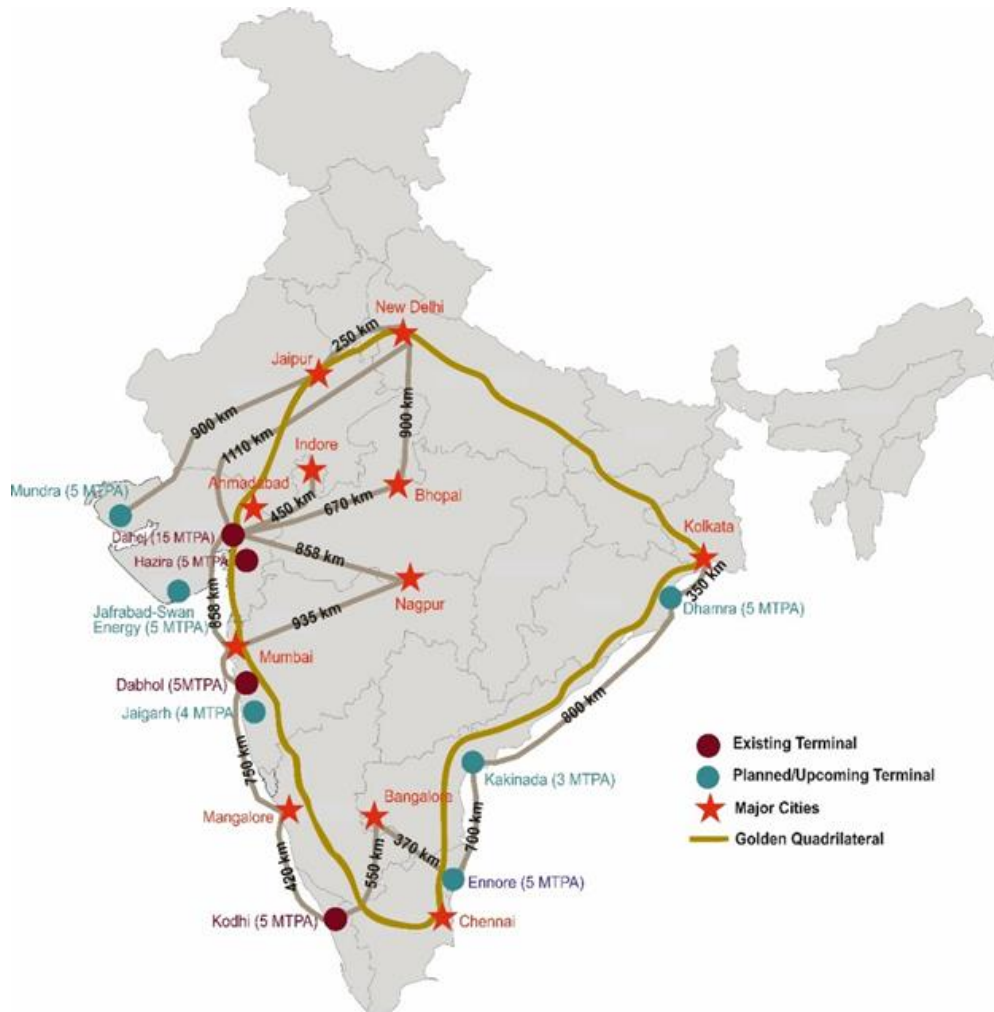 New Delhi
250 km
Jaipur
900 km
1110 km
900 km
Indore
Mundra (5 MTPA)
Ahmadabad
450 km
670 km
Bhopal
Dahej (15 MTPA)
Kolkata
Hazira (5 MTPA
858 km
350 km
Nagpur
Dhamra (5 MTPA)
858 km
Jafrabad-Swan
Energy (5 MTPA)
935 km
Mumbai
Dabhol (5MTPA)
Jaigarh (4 MTPA
800 km
Existing Terminal
750 km
Kakinada (3 MTPA)
Planned/Upcoming Terminal
Bangalore
Mangalore
Major Cities
700 km
370 km
Golden Quadrilateral
550 km
420 km
Ennore (5 MTPA)
Kodhi (5 MTPA)
Chennai